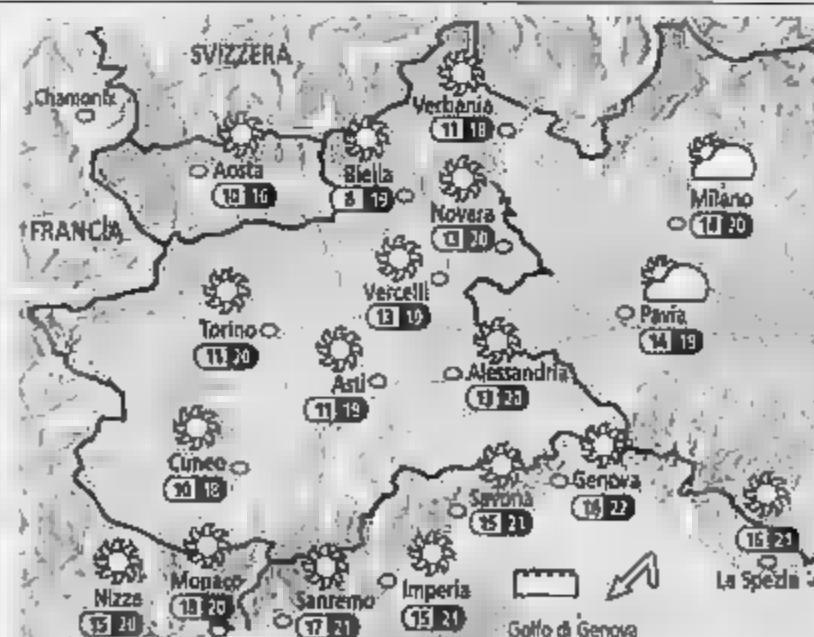 SVIZZERA
Chamonix
Verbania
11 18
Aosta
10 16
Biella
8 19
Milano
20
Novara
13 20
FRANCIA
Vercelli
13 19
Pavia
14 19
Torino
11 20
Asti
11 19
Alessandria
13 20
Cuneo
10 18
Savona
15 21
Genova
22
16
La Spezia
Nizza
15 20
Monaco
18 20
Sanremo
17 21
Imperia
15 21
Golfo di Genova